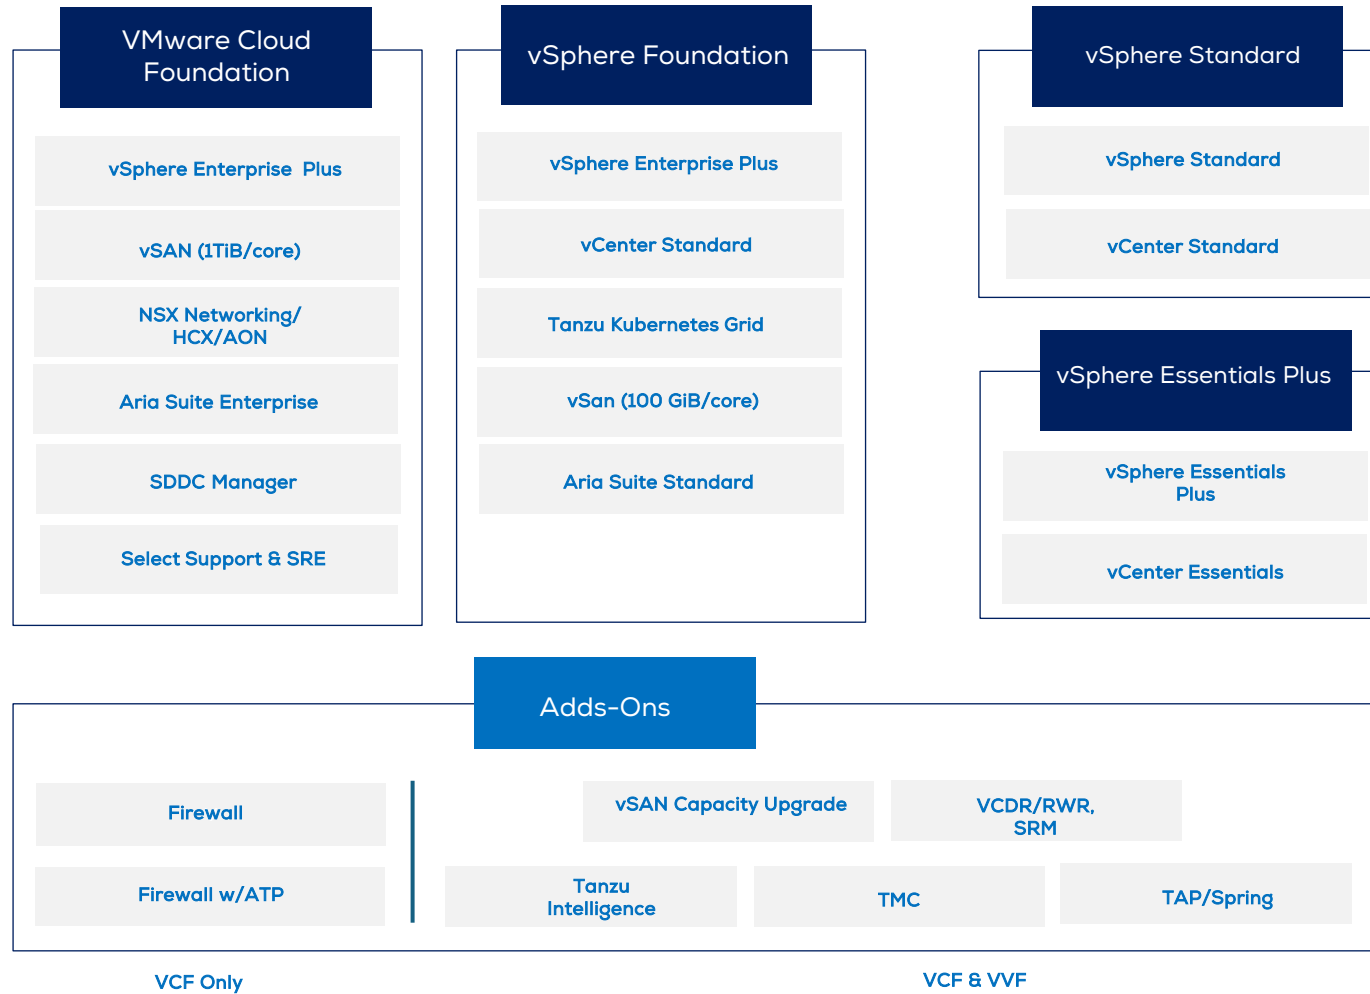 VMware Cloud
Foundation
vSphere Enterprise Plus
vSAN (1TiB/core)
NSX Networking/
HCX/AON
Aria Suite Enterprise
SDDC Manager
Select Support & SRE
vSphere Foundation
vSphere Enterprise Plus
vCenter Standard
Tanzu Kubernetes Grid
vSan (100 GiB/core)
Aria Suite Standard
vSphere Standard
vSphere Standard
vCenter Standard
vSphere Essentials Plus
vSphere Essentials
Plus
vCenter Essentials
Adds-Ons
Firewall
Firewall w/ATP
vSAN Capacity Upgrade
VCDR/RWR,
SRM
Tanzu
Intelligence
TMC
TAP/Spring
VCF Only
VCF & VVF